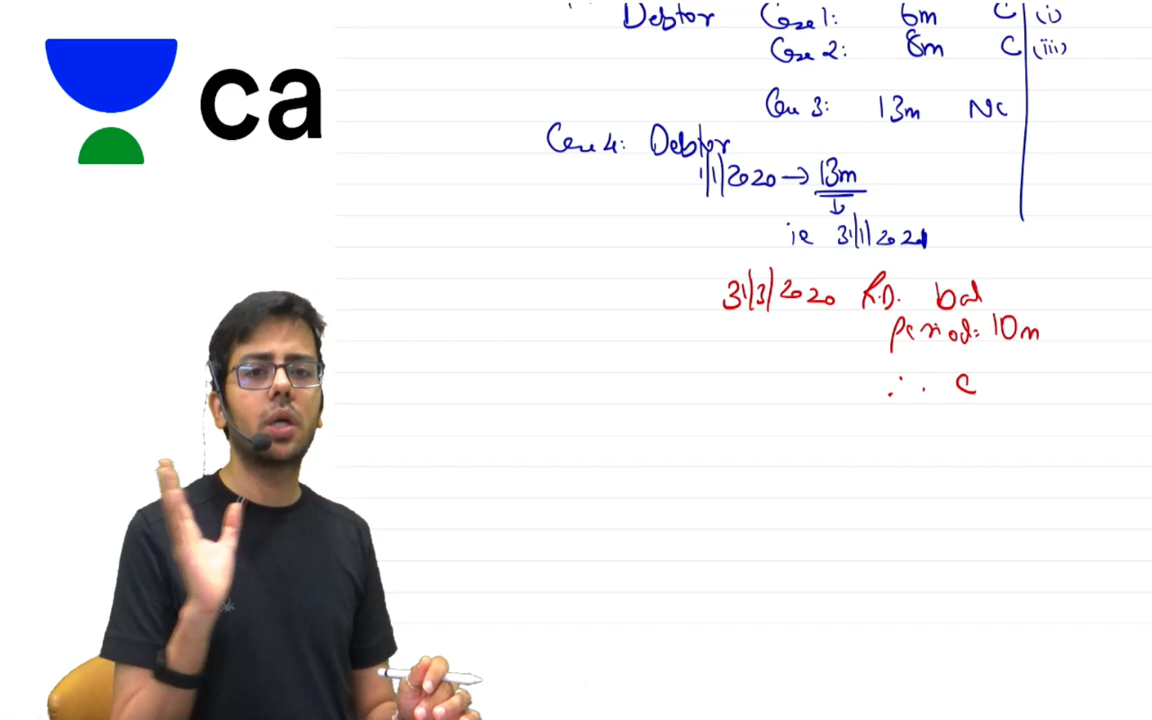 ca
Debtor Case 1: 6m C (i)
Case 2: 8m C (iii)
Case 3: 13m NC
Case 4: Debtor
1/1/2020 → 13m
ie 31/1/2021
31/3/2020 R.D. bal
period: 10m
∴ C